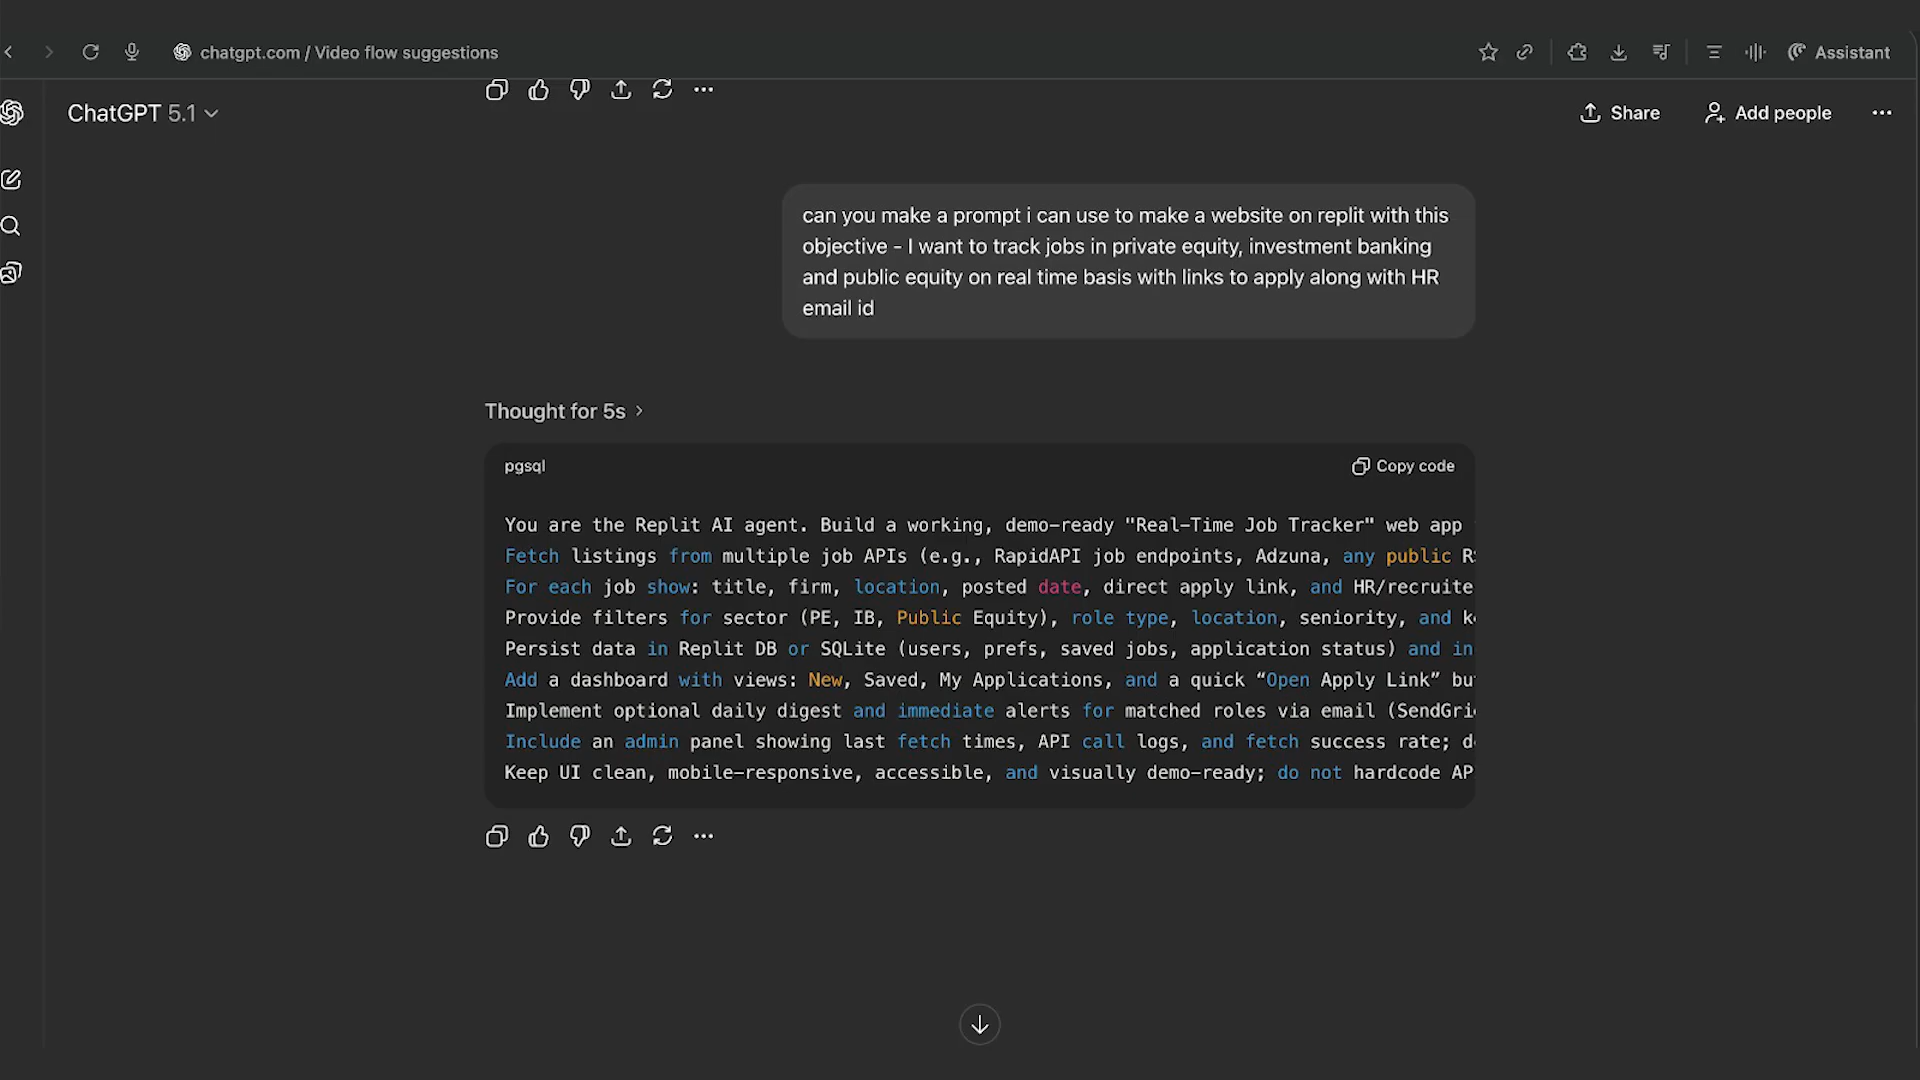 chatgpt.com / Video flow suggestions
Assistant
ChatGPT 5.1
Share
Add people
can you make a prompt i can use to make a website on replit with this
objective - I want to track jobs in private equity, investment banking
and public equity on real time basis with links to apply along with HR
email id
Thought for 5s
pgsql
Copy code
You are the Replit AI agent. Build a working, demo-ready "Real-Time Job Tracker" web app
Fetch listings from multiple job APIs (e.g., RapidAPI job endpoints, Adzuna, any public
For each job show: title, firm, location, posted date, direct apply link, and HR/recruite
Provide filters for sector (PE, IB, Public Equity), role type, location, seniority, and
Persist data in Replit DB or SQLite (users, prefs, saved jobs, application status) and in
Add a dashboard with views: New, Saved, My Applications, and a quick “Open Apply Link” bu
Implement optional daily digest and immediate alerts for matched roles via email (SendGri
Include an admin panel showing last fetch times, API call logs, and fetch success rate; d
Keep UI clean, mobile-responsive, accessible, and visually demo-ready; do not hardcode AP